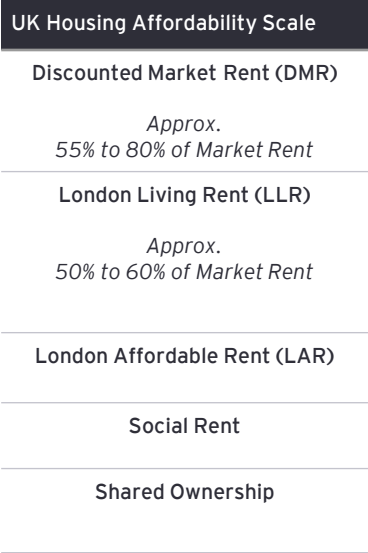 UK Housing Affordability Scale
Discounted Market Rent (DMR)
Approx.
55% to 80% of Market Rent
London Living Rent (LLR)
Approx.
50% to 60% of Market Rent
London Affordable Rent (LAR)
Social Rent
Shared Ownership